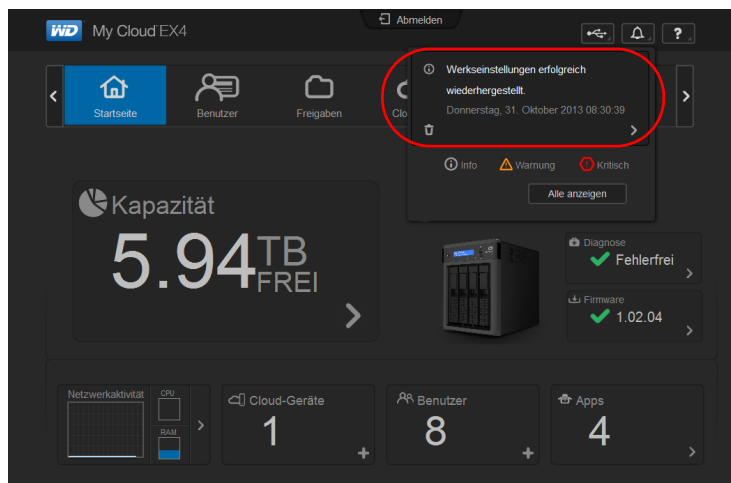 WD My Cloud EX4
Abmelden
?
Startseite
Benutzer
Freigaben
Clo
Werkseinstellungen erfolgreich
wiederhergestellt.
Donnerstag, 31. Oktober 2013 08:30:39
Info
Warnung
Kritisch
Alle anzeigen
Kapazität
5.94 TB
FREI
Diagnose
Fehlerfrei
Firmware
1.02.04
Netzwerkaktivität
CPU
RAM
Cloud-Geräte
1
Benutzer
8
Apps
4